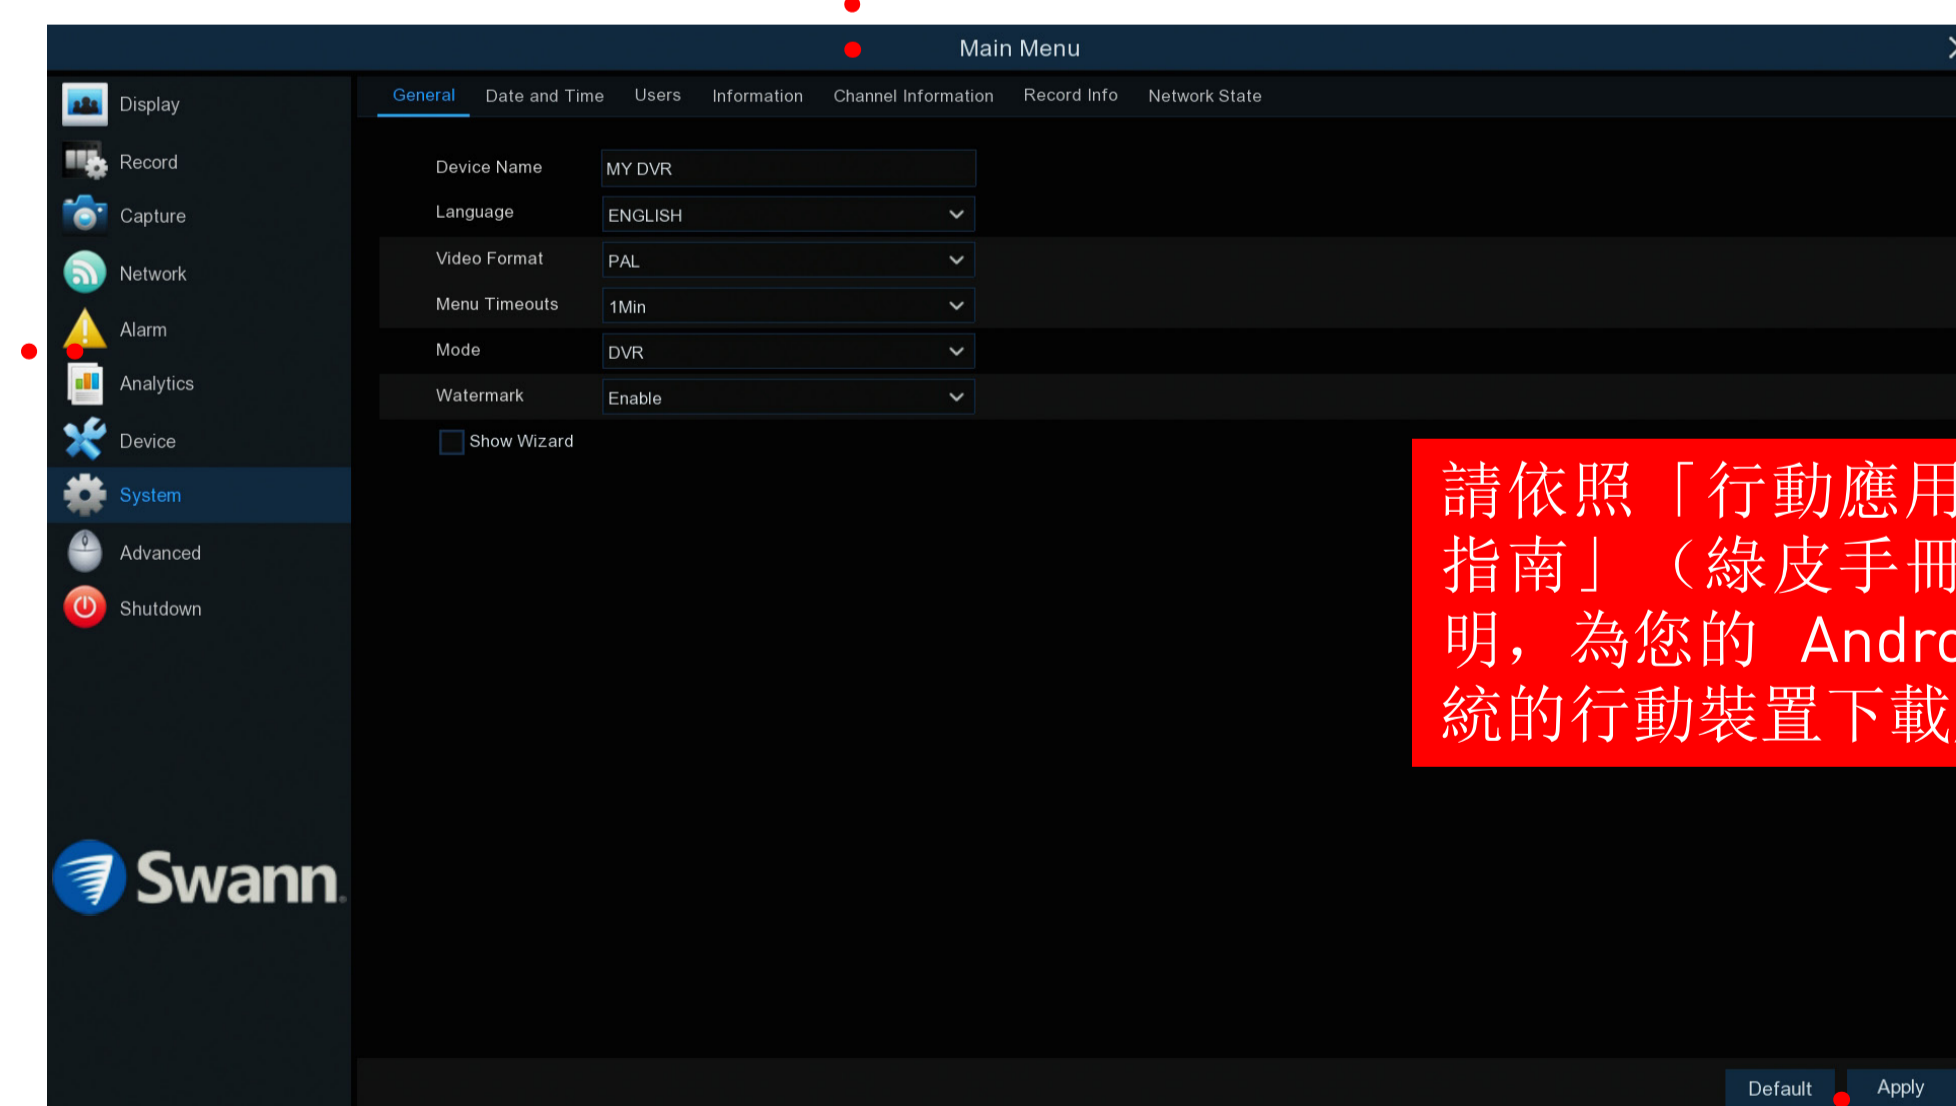 Main Menu
Display
Record
Capture
Network
Alarm
Analytics
Device
System
Advanced
Shutdown
Swann
General Date and Time Users Information Channel Information Record Info Network State
Device Name MY DVR
Language ENGLISH
Video Format PAL
Menu Timeouts 1Min
Mode DVR
Watermark Enable
Show Wizard
請依照「行動應用
指南」（綠皮手冊
明，為您的 Andro
統的行動裝置下載
Default Apply